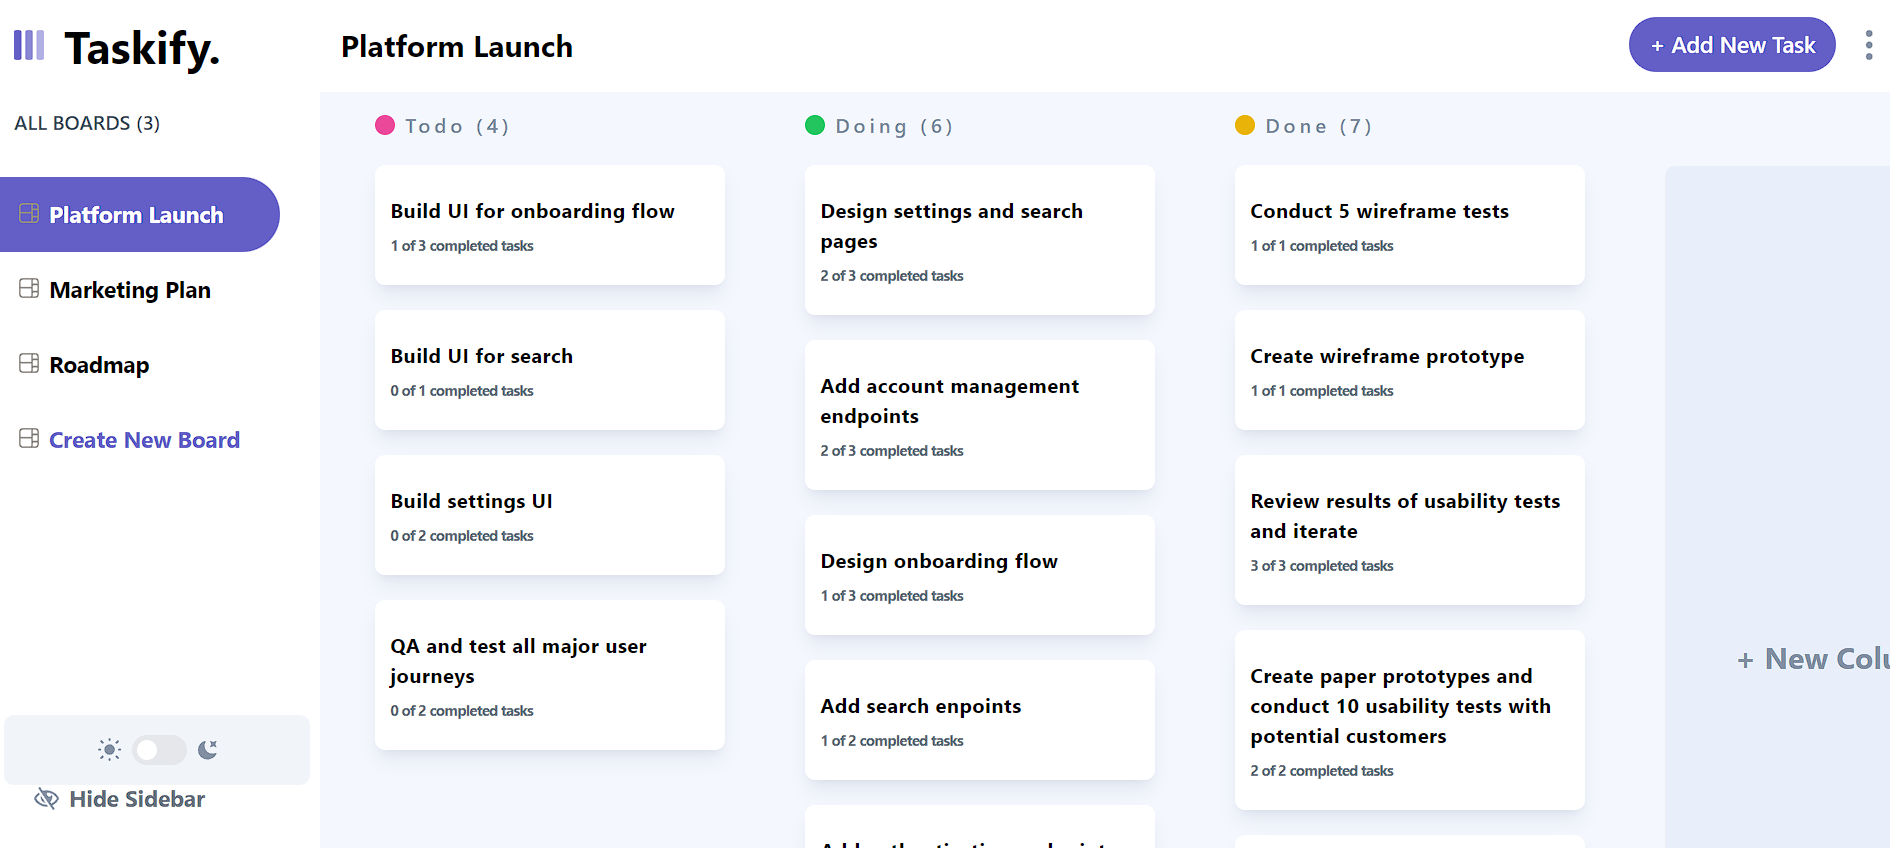 Taskify.
Platform Launch
+ Add New Task
ALL BOARDS (3)
Platform Launch
Marketing Plan
Roadmap
Create New Board
Hide Sidebar
Todo (4)
Build UI for onboarding flow
1 of 3 completed tasks
Build UI for search
0 of 1 completed tasks
Build settings UI
0 of 2 completed tasks
QA and test all major user
journeys
0 of 2 completed tasks
Doing (6)
Design settings and search
pages
2 of 3 completed tasks
Add account management
endpoints
2 of 3 completed tasks
Design onboarding flow
1 of 3 completed tasks
Add search enpoints
1 of 2 completed tasks
Done (7)
Conduct 5 wireframe tests
1 of 1 completed tasks
Create wireframe prototype
1 of 1 completed tasks
Review results of usability tests
and iterate
3 of 3 completed tasks
Create paper prototypes and
conduct 10 usability tests with
potential customers
2 of 2 completed tasks
+ New Colu